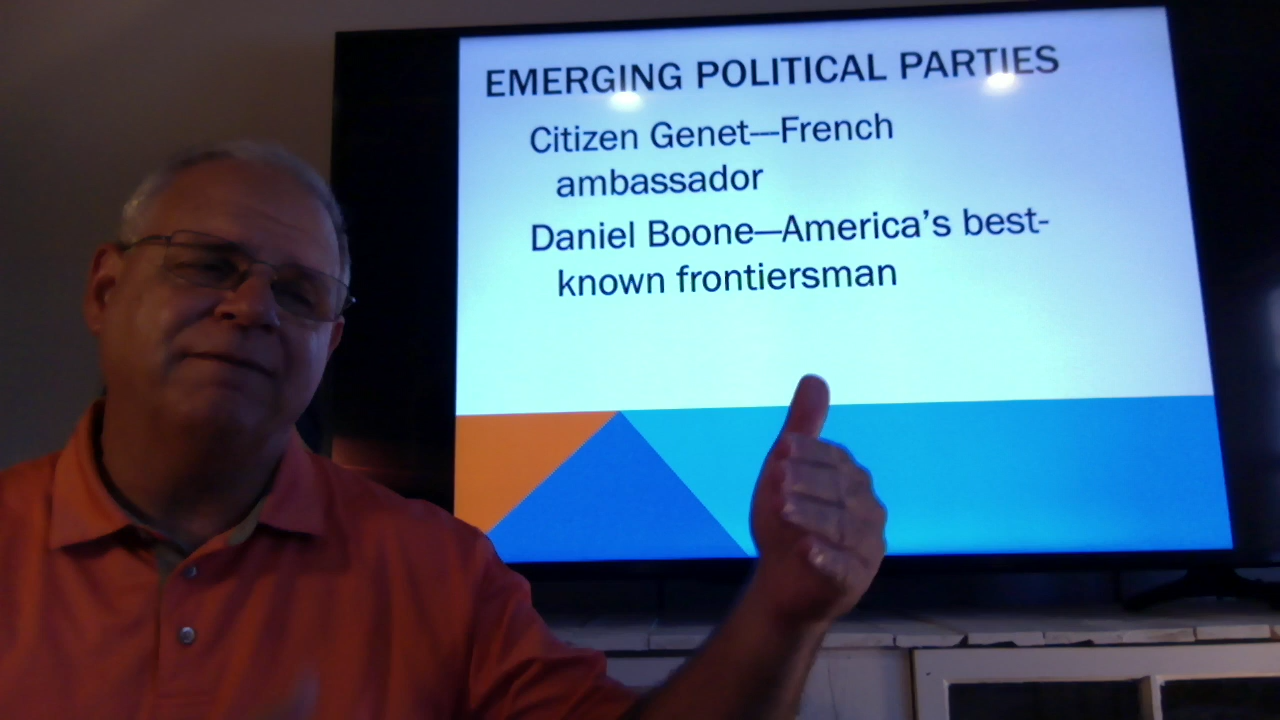 EMERGING POLITICAL PARTIES
Citizen Genet—French
ambassador
Daniel Boone—America's best-
known frontiersman